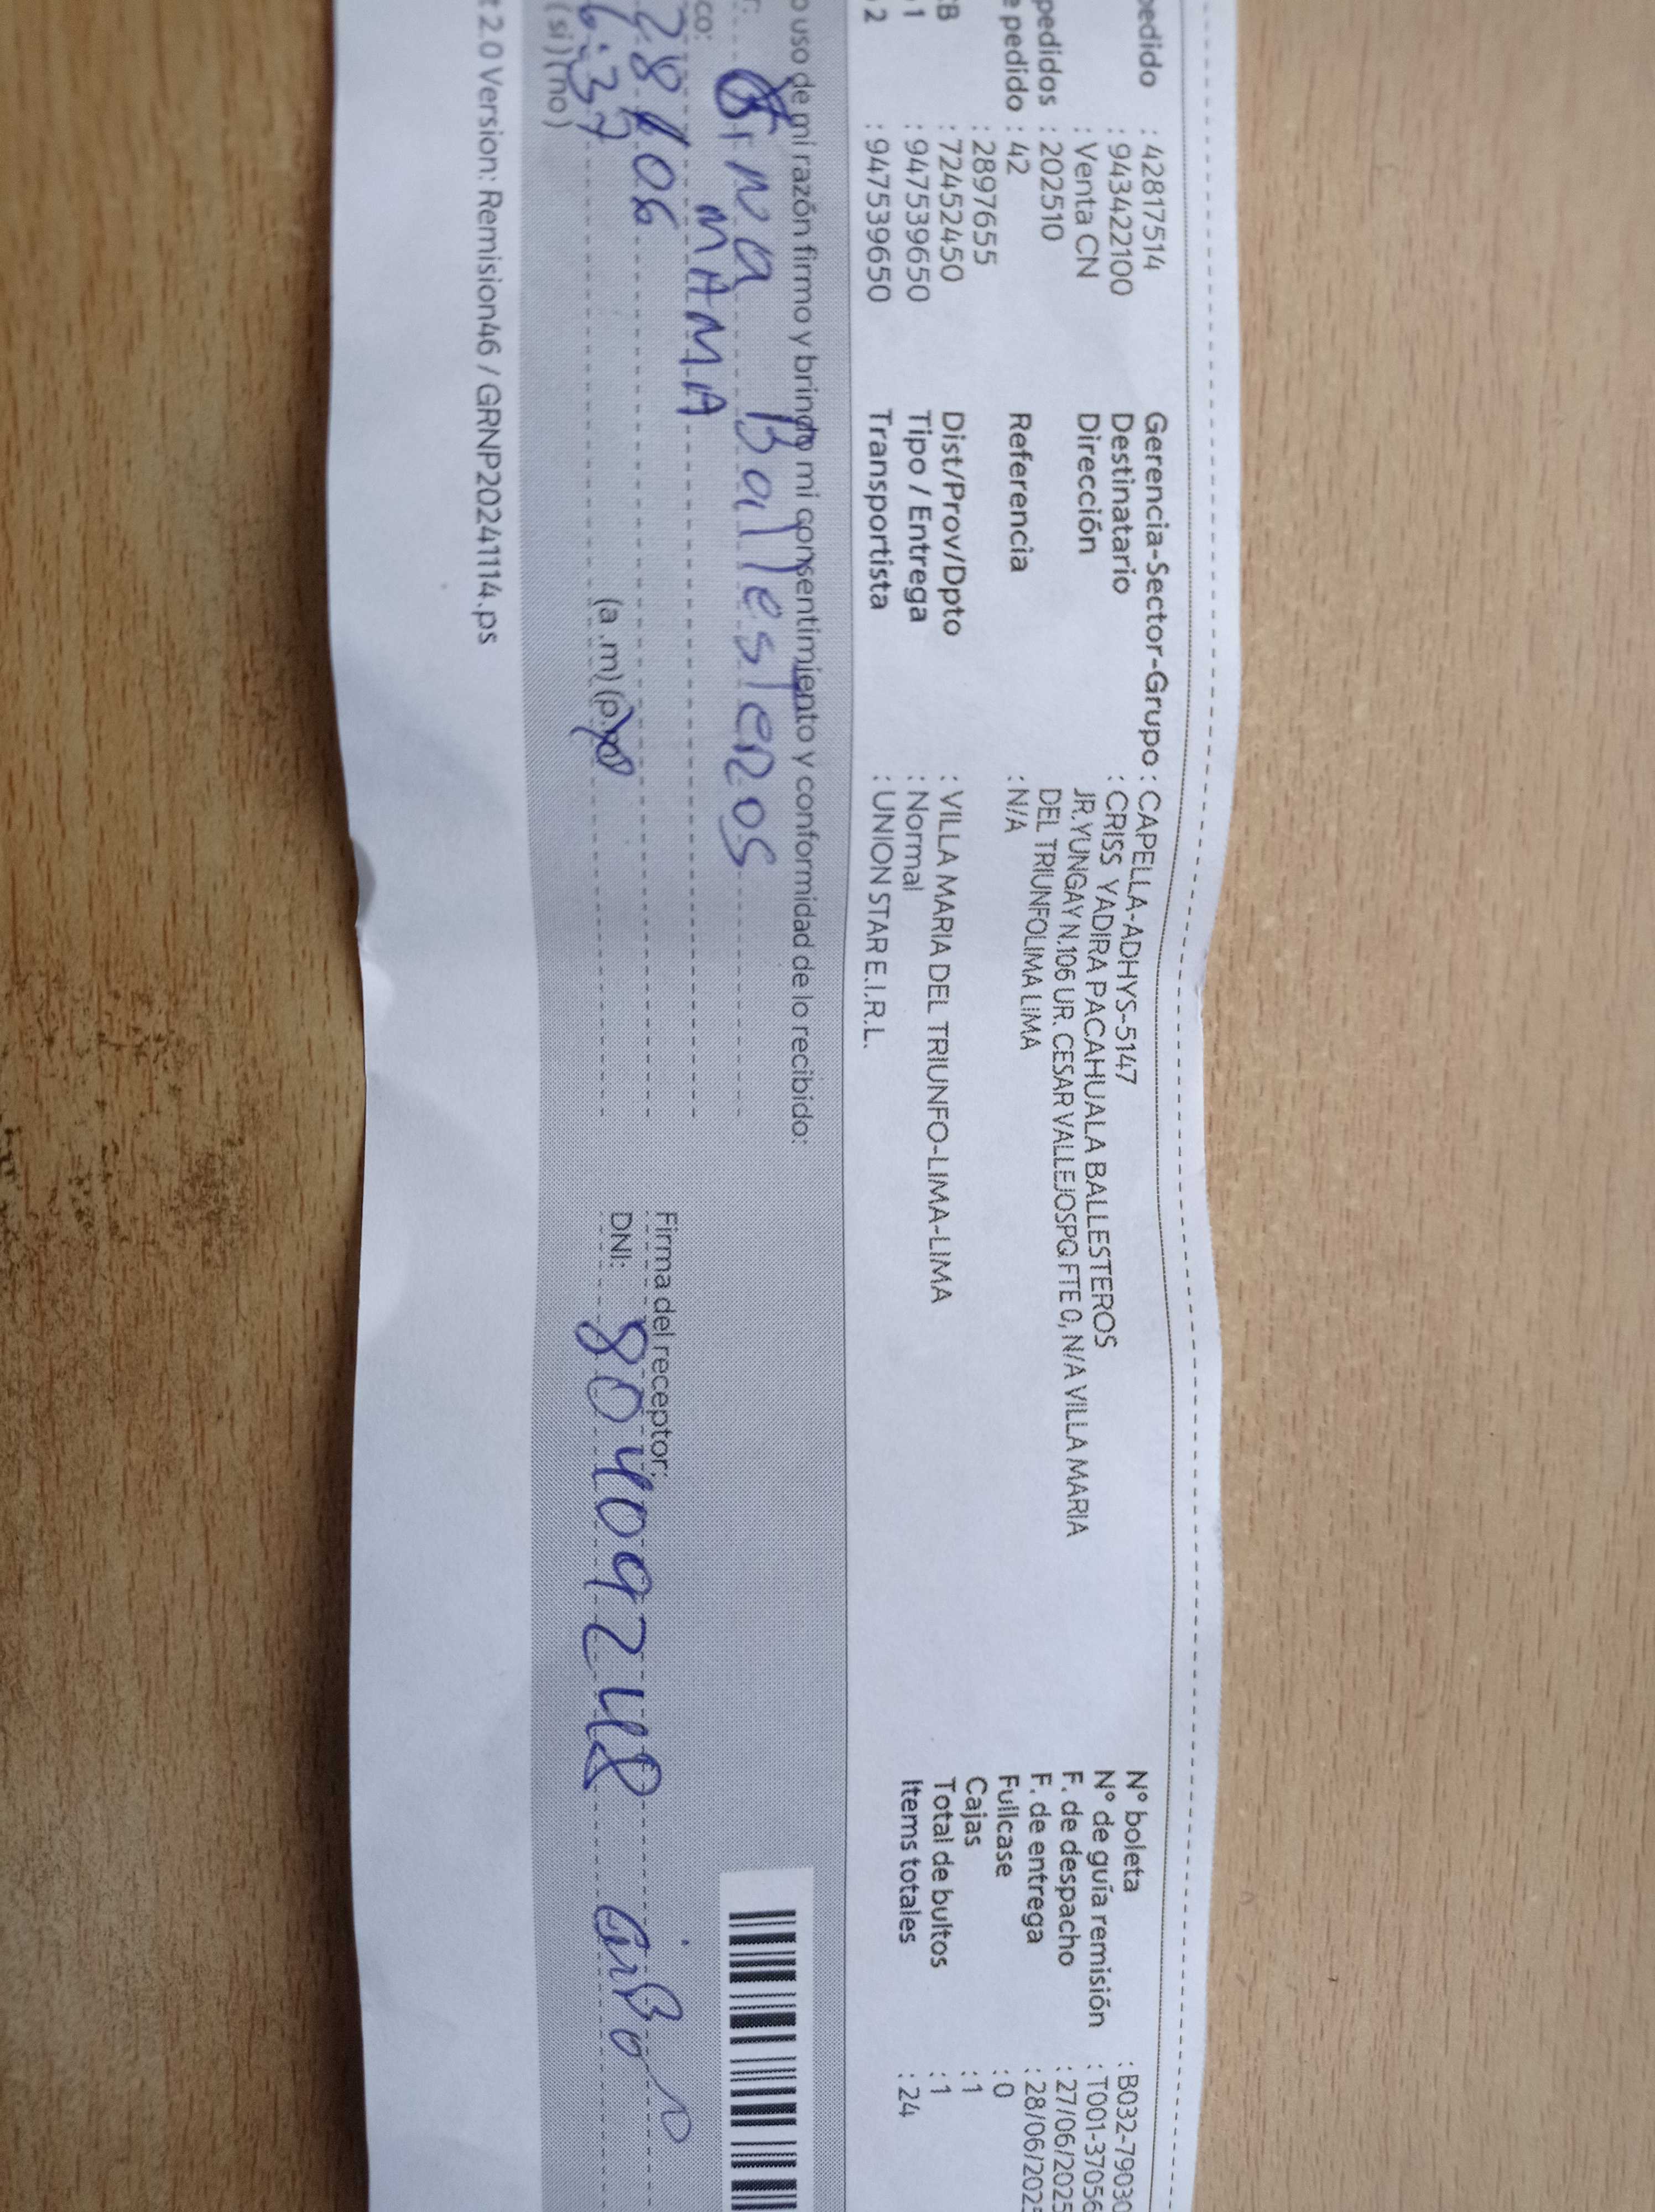 pedido : 42817514
: 943422100
: Venta CN
pedidos : 202510
e pedido : 42
: 2897655
CB : 72452450
1 : 947539650
2 : 947539650
Gerencia-Sector-Grupo : CAPELLA-ADHYS-5147
Destinatario : CRISS YADIRA PACAHUALA BALLESTEROS
Dirección JR.YUNGAY N.106 UR. CESAR VALLEJOSPQ FTE 0, N/A VILLA MARIA
DEL TRIUNFOLIMA LIMA
Referencia : N/A
Dist/Prov/Dpto : VILLA MARIA DEL TRIUNFO-LIMA-LIMA
Tipo / Entrega : Normal
Transportista : UNION STAR E.I.R.L.
N° boleta : B032-79030
N° de guía remisión : T001-37056
F. de despacho : 27/06/2025
F. de entrega : 28/06/2025
Fullcase : 0
Cajas : 1
Total de bultos : 1
Items totales : 24
o uso de mi razón firmo y brindo mi consentimiento y conformidad de lo recibido:
Ballesteros
co: MAMA
28/06
6:37 (a.m) (p.m)
( si ) ( no )
Firma del receptor:
DNI: 80409248
t 2.0 Version: Remision46 / GRNP20241114.ps